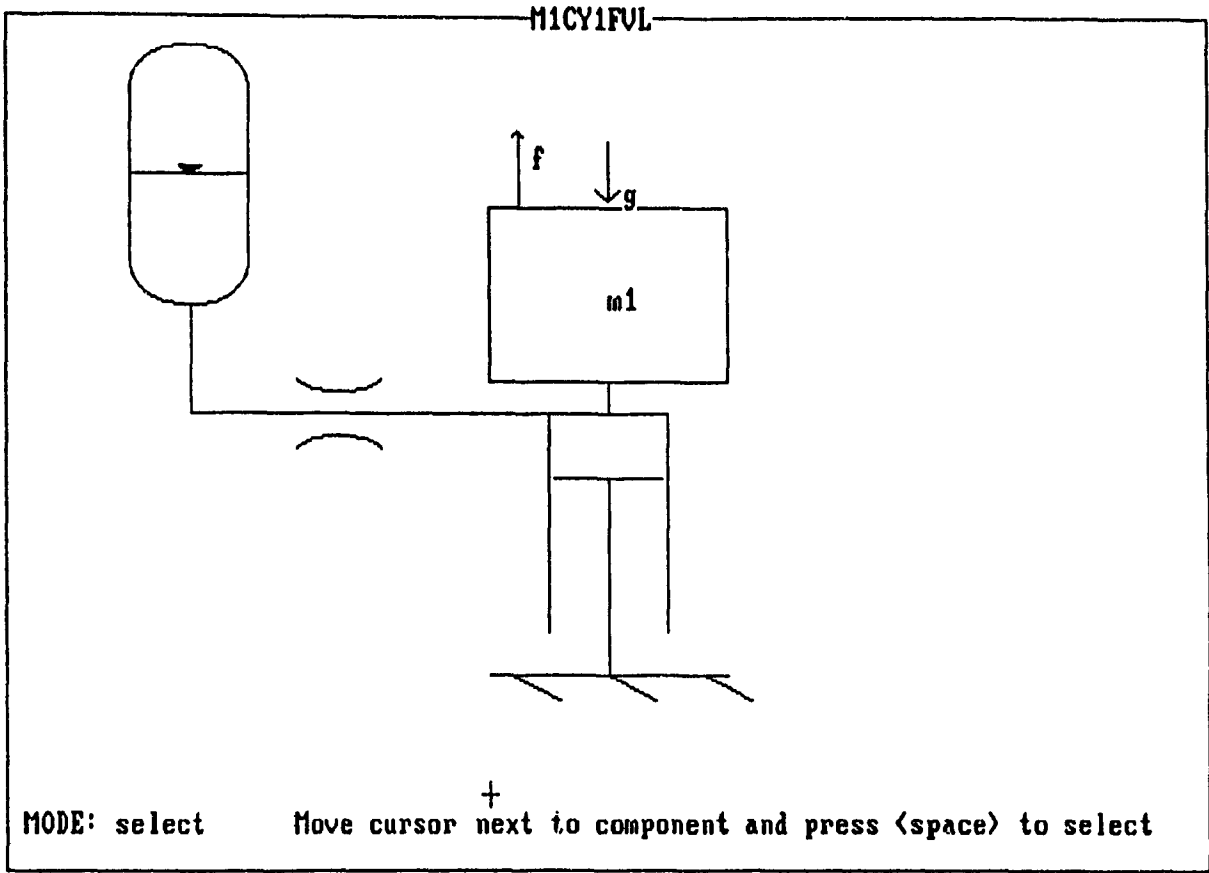 M1CY1FVL
f
g
m1
MODE: select Move cursor next to component and press <space> to select